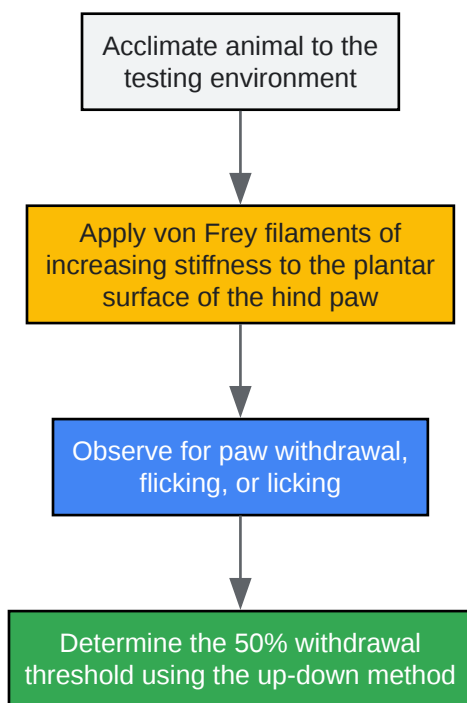 Acclimate animal to the
testing environment
Apply von Frey filaments of
increasing stiffness to the plantar
surface of the hind paw
Observe for paw withdrawal,
flicking, or licking
Determine the 50% withdrawal
threshold using the up-down method